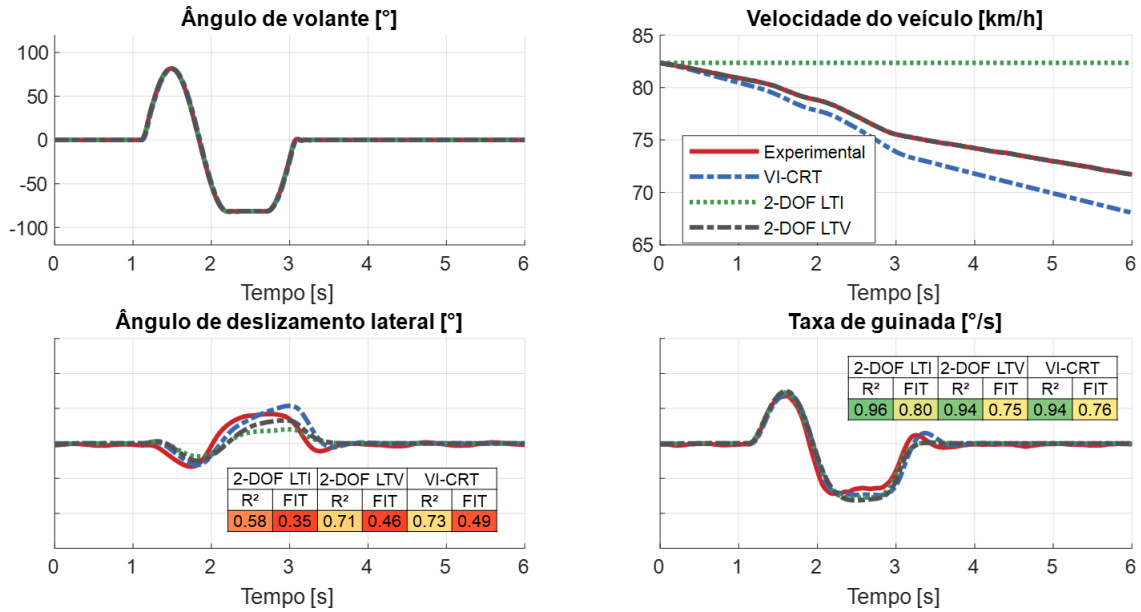 Ângulo de volante [°]
100
50
0
-50
-100
0 1 2 3 4 5 6
Tempo [s]
Velocidade do veículo [km/h]
85
80
75
70
65
Experimental
VI-CRT
2-DOF LTI
2-DOF LTV
0 1 2 3 4 5 6
Tempo [s]
Ângulo de deslizamento lateral [°]
2-DOF LTI 2-DOF LTV VI-CRT
R² FIT R² FIT R² FIT
0.58 0.35 0.71 0.46 0.73 0.49
0 1 2 3 4 5 6
Tempo [s]
Taxa de guinada [°/s]
2-DOF LTI 2-DOF LTV VI-CRT
R² FIT R² FIT R² FIT
0.96 0.80 0.94 0.75 0.94 0.76
0 1 2 3 4 5 6
Tempo [s]